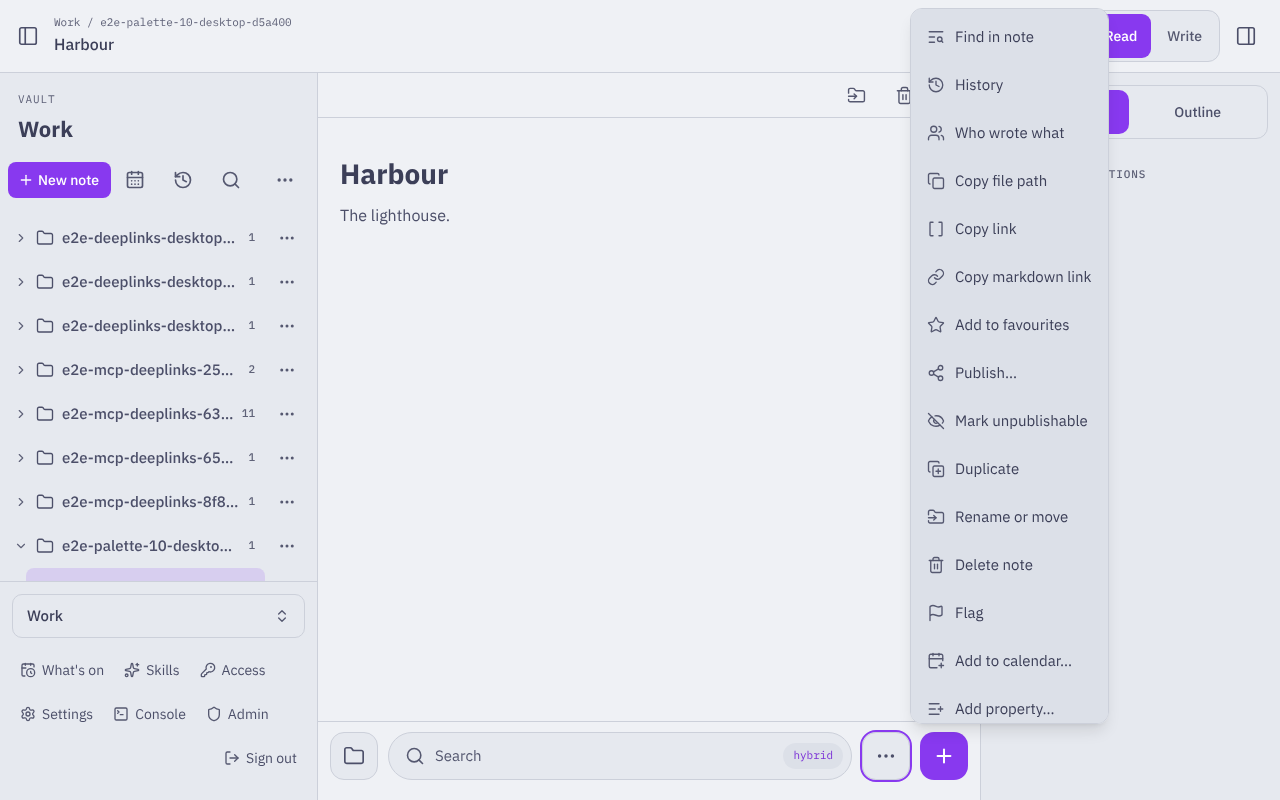 Work / e2e-palette-10-desktop-d5a400
Harbour
Read
Write
VAULT
Work
New note
e2e-deeplinks-desktop... 1
e2e-deeplinks-desktop... 1
e2e-deeplinks-desktop... 1
e2e-mcp-deeplinks-25... 2
e2e-mcp-deeplinks-63... 11
e2e-mcp-deeplinks-65... 1
e2e-mcp-deeplinks-8f8... 1
e2e-palette-10-deskto... 1
Work
What's on
Skills
Access
Settings
Console
Admin
Sign out
Harbour
The lighthouse.
Search
hybrid
Find in note
History
Who wrote what
Copy file path
Copy link
Copy markdown link
Add to favourites
Publish...
Mark unpublishable
Duplicate
Rename or move
Delete note
Flag
Add to calendar...
Add property...
Outline
TIONS